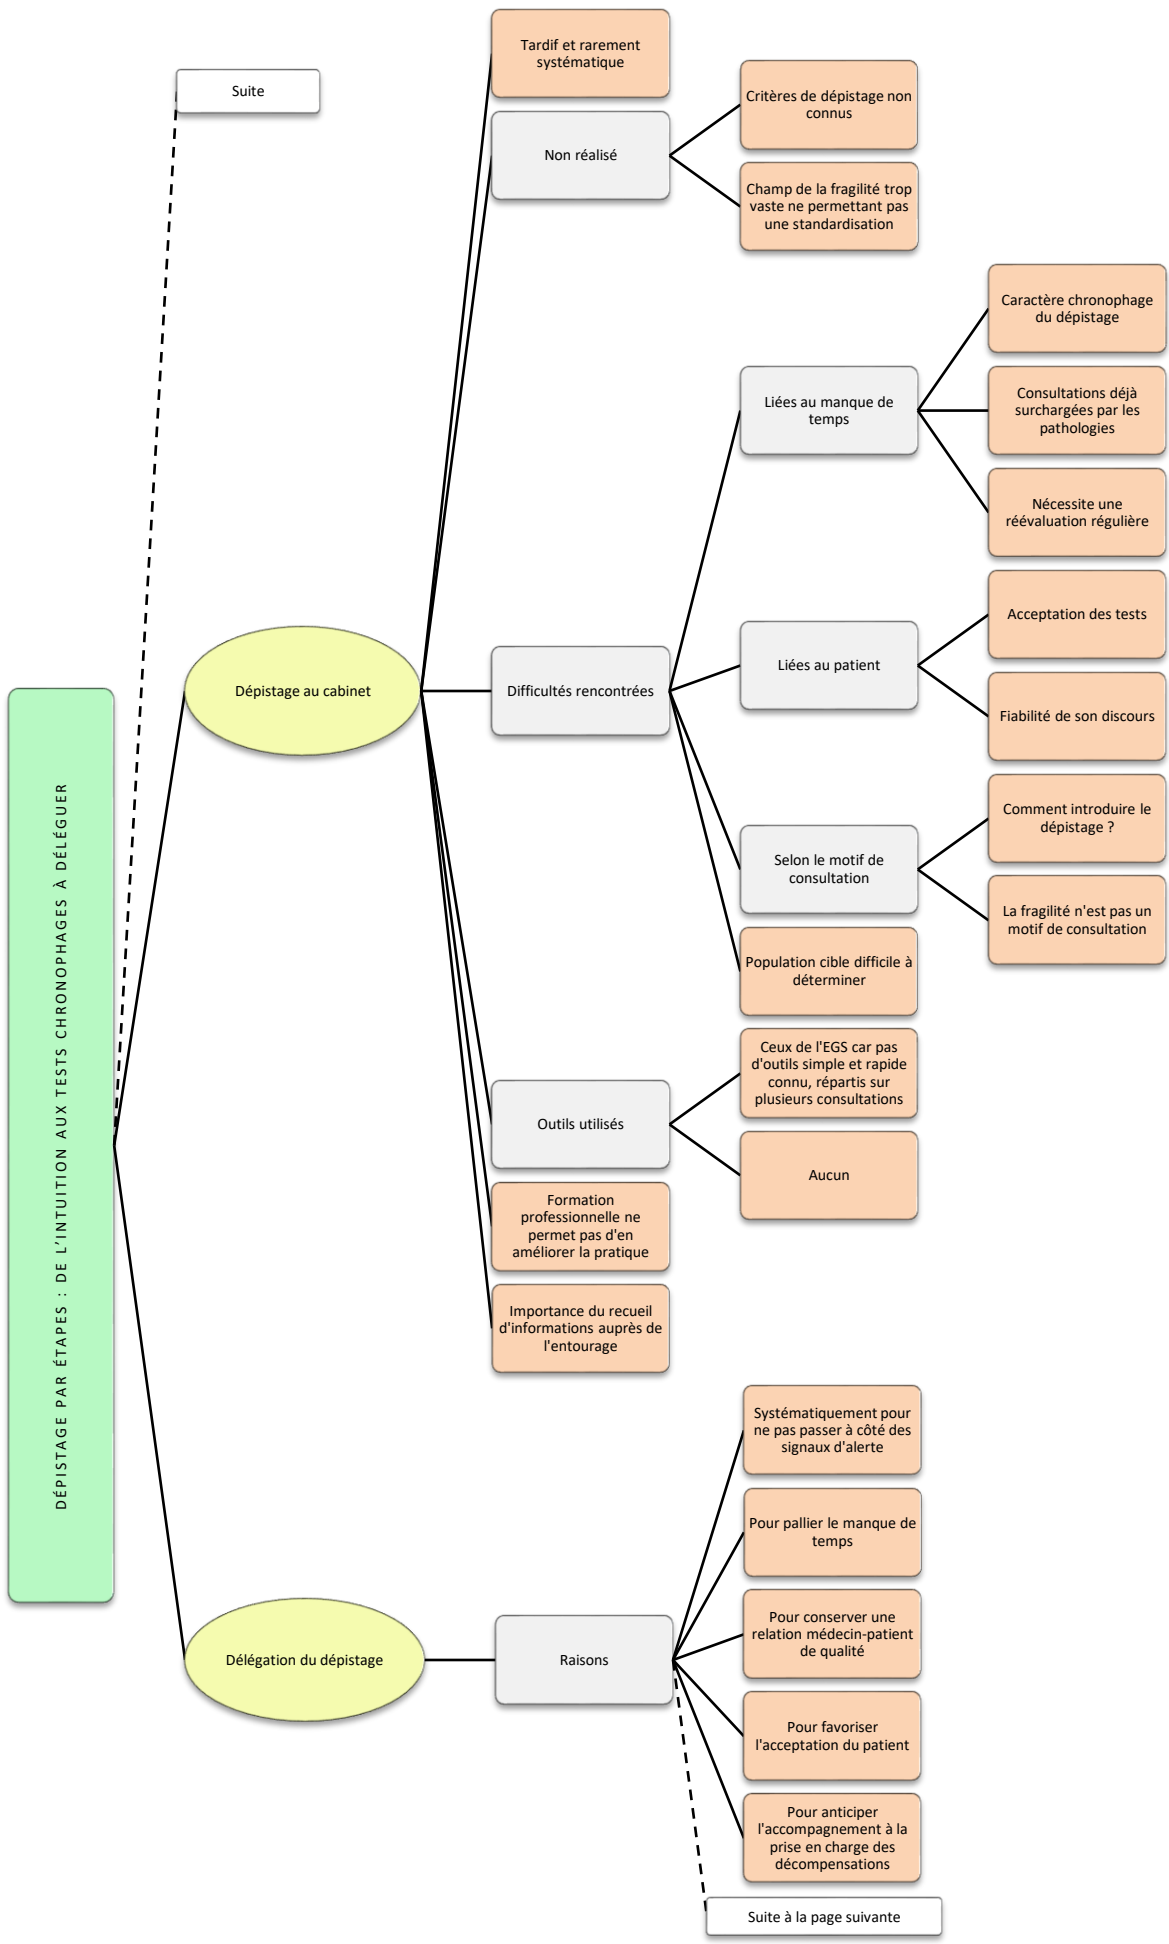 Suite
DÉPISTAGE PAR ÉTAPES : DE L'INTUITION AUX TESTS CHRONOPHAGES À DÉLÉGUER
Dépistage au cabinet
Tardif et rarement
systématique
Non réalisé
Critères de dépistage non
connus
Champ de la fragilité trop
vaste ne permettant pas
une standardisation
Difficultés rencontrées
Liées au manque de
temps
Caractère chronophage
du dépistage
Consultations déjà
surchargées par les
pathologies
Nécessite une
réévaluation régulière
Liées au patient
Acceptation des tests
Fiabilité de son discours
Selon le motif de
consultation
Comment introduire le
dépistage ?
La fragilité n'est pas un
motif de consultation
Population cible difficile à
déterminer
Outils utilisés
Ceux de l'EGS car pas
d'outils simple et rapide
connu, répartis sur
plusieurs consultations
Aucun
Formation
professionnelle ne
permet pas d'en
améliorer la pratique
Importance du recueil
d'informations auprès de
l'entourage
Délégation du dépistage
Raisons
Systématiquement pour
ne pas passer à côté des
signaux d'alerte
Pour pallier le manque de
temps
Pour conserver une
relation médecin-patient
de qualité
Pour favoriser
l'acceptation du patient
Pour anticiper
l'accompagnement à la
prise en charge des
décompensations
Suite à la page suivante